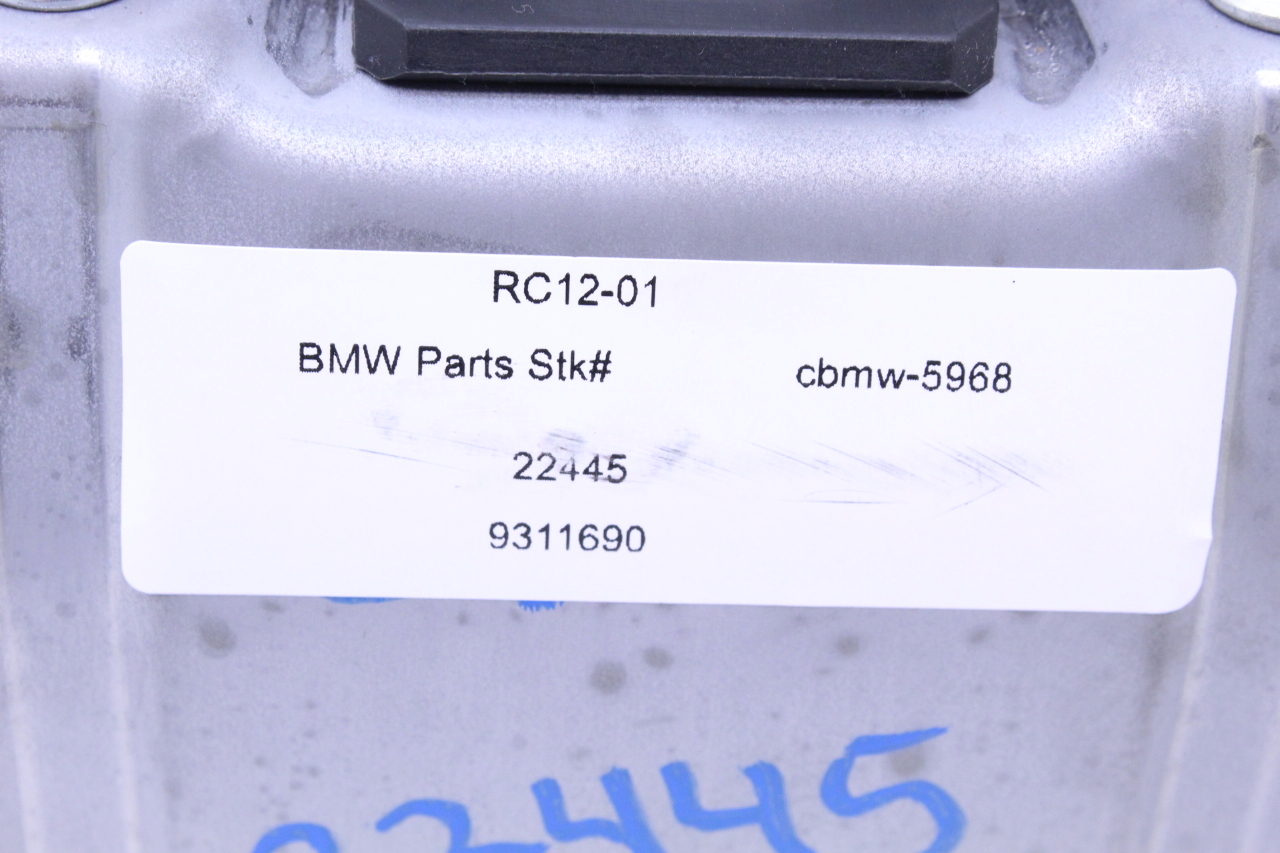 RC12-01
BMW Parts Stk# cbmw-5968
22445
9311690
22445